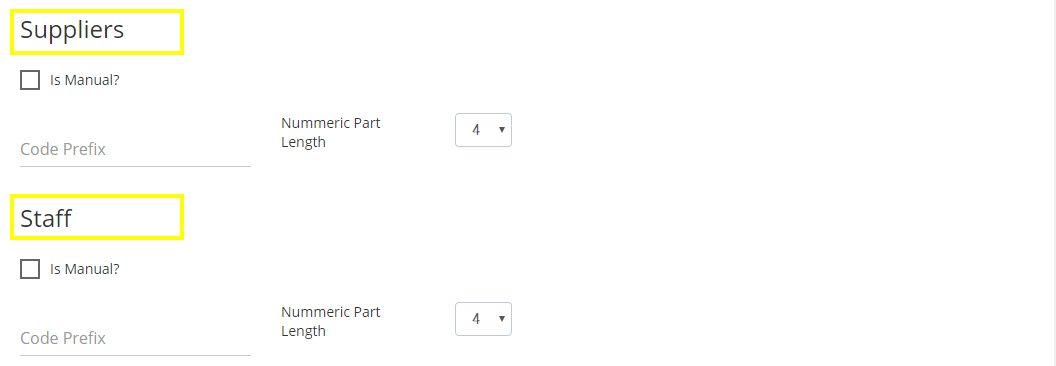 Suppliers
Is Manual?
Nummeric Part
Length
4
Code Prefix
Staff
Is Manual?
Nummeric Part
Length
4
Code Prefix